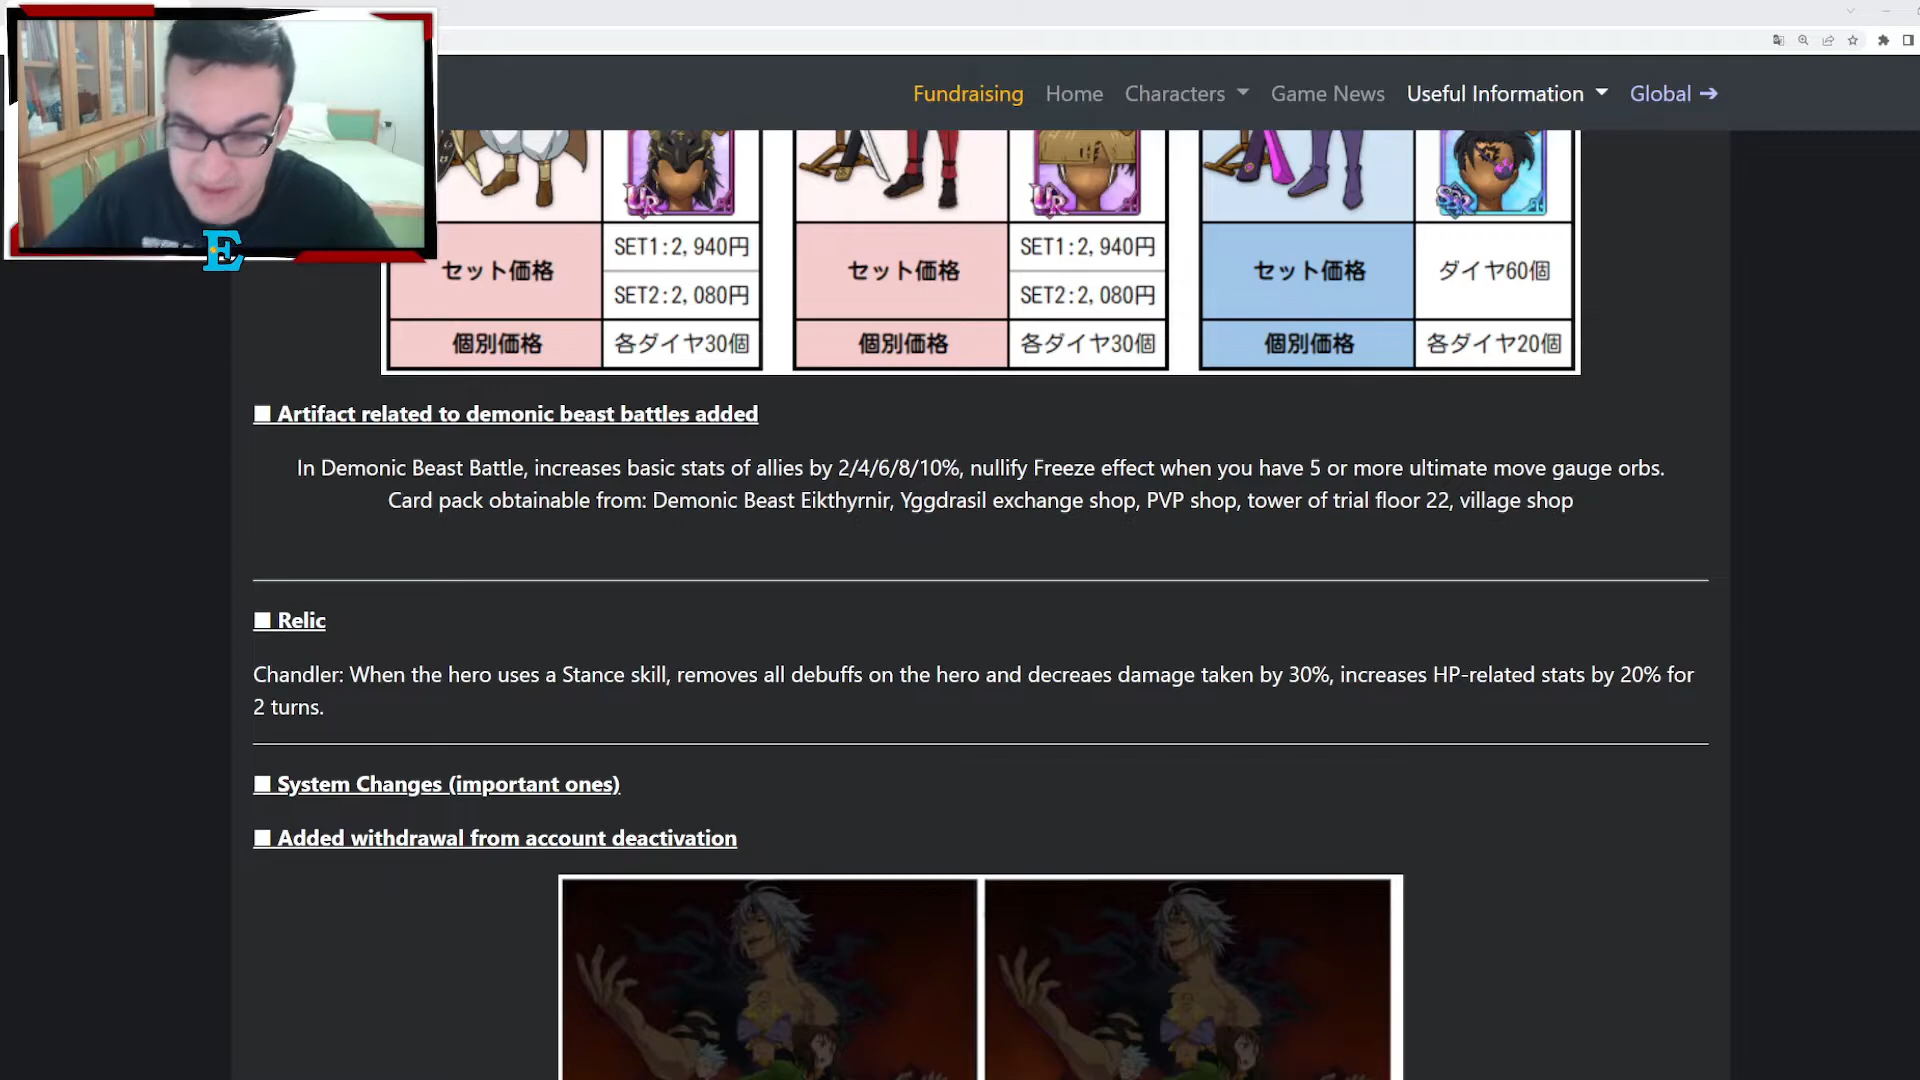 Fundraising Home Characters Game News Useful Information Global →
UR UR SSR
セット価格 SET1:2,940円 セット価格 SET1:2,940円 セット価格 ダイヤ60個
SET2:2,080円 SET2:2,080円
個別価格 各ダイヤ30個 個別価格 各ダイヤ30個 個別価格 各ダイヤ20個
■ Artifact related to demonic beast battles added
In Demonic Beast Battle, increases basic stats of allies by 2/4/6/8/10%, nullify Freeze effect when you have 5 or more ultimate move gauge orbs.
Card pack obtainable from: Demonic Beast Eikthyrnir, Yggdrasil exchange shop, PVP shop, tower of trial floor 22, village shop
■ Relic
Chandler: When the hero uses a Stance skill, removes all debuffs on the hero and decreaes damage taken by 30%, increases HP-related stats by 20% for
2 turns.
■ System Changes (important ones)
■ Added withdrawal from account deactivation
E